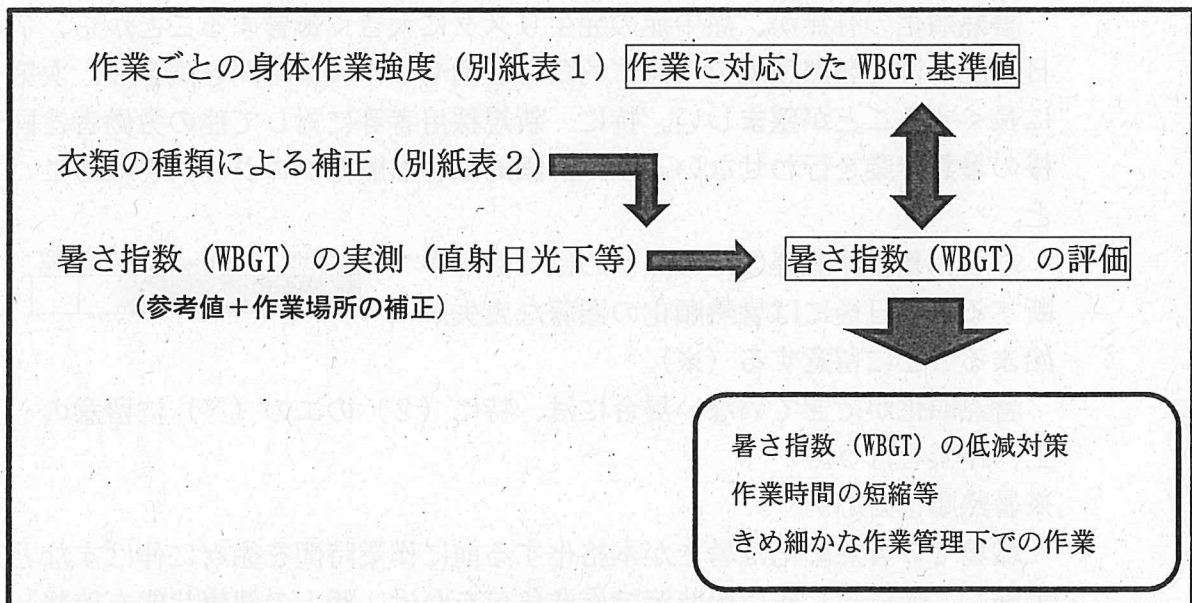 作業ごとの身体作業強度（別紙表１）作業に対応した WBGT 基準値
衣類の種類による補正（別紙表２）
暑さ指数（WBGT）の実測（直射日光下等）暑さ指数（WBGT）の評価
（参考値＋作業場所の補正）
暑さ指数（WBGT）の低減対策
作業時間の短縮等
きめ細かな作業管理下での作業